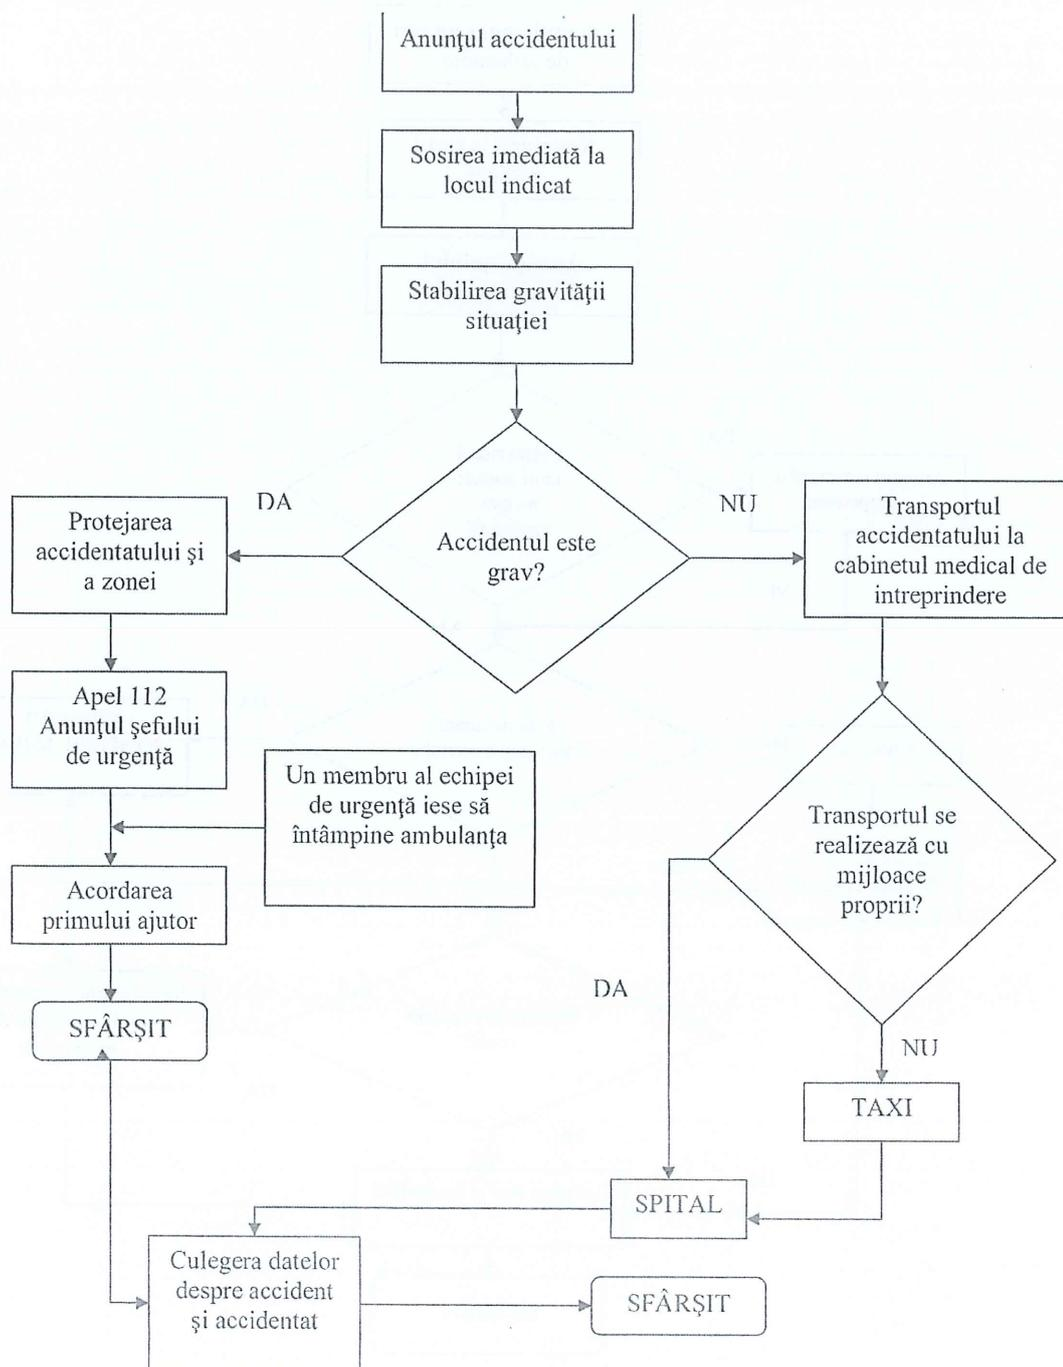 Anunţul accidentului
Sosirea imediată la
locul indicat
Stabilirea gravităţii
situaţiei
Accidentul este
grav?
DA
NU
Protejarea
accidentatului şi
a zonei
Transportul
accidentatului la
cabinetul medical de
intreprindere
Apel 112
Anunţul şefului
de urgenţă
Un membru al echipei
de urgenţă iese să
întâmpine ambulanţa
Acordarea
primului ajutor
SFÂRŞIT
Transportul se
realizează cu
mijloace
proprii?
DA
NU
TAXI
SPITAL
Culegera datelor
despre accident
şi accidentat
SFÂRŞIT